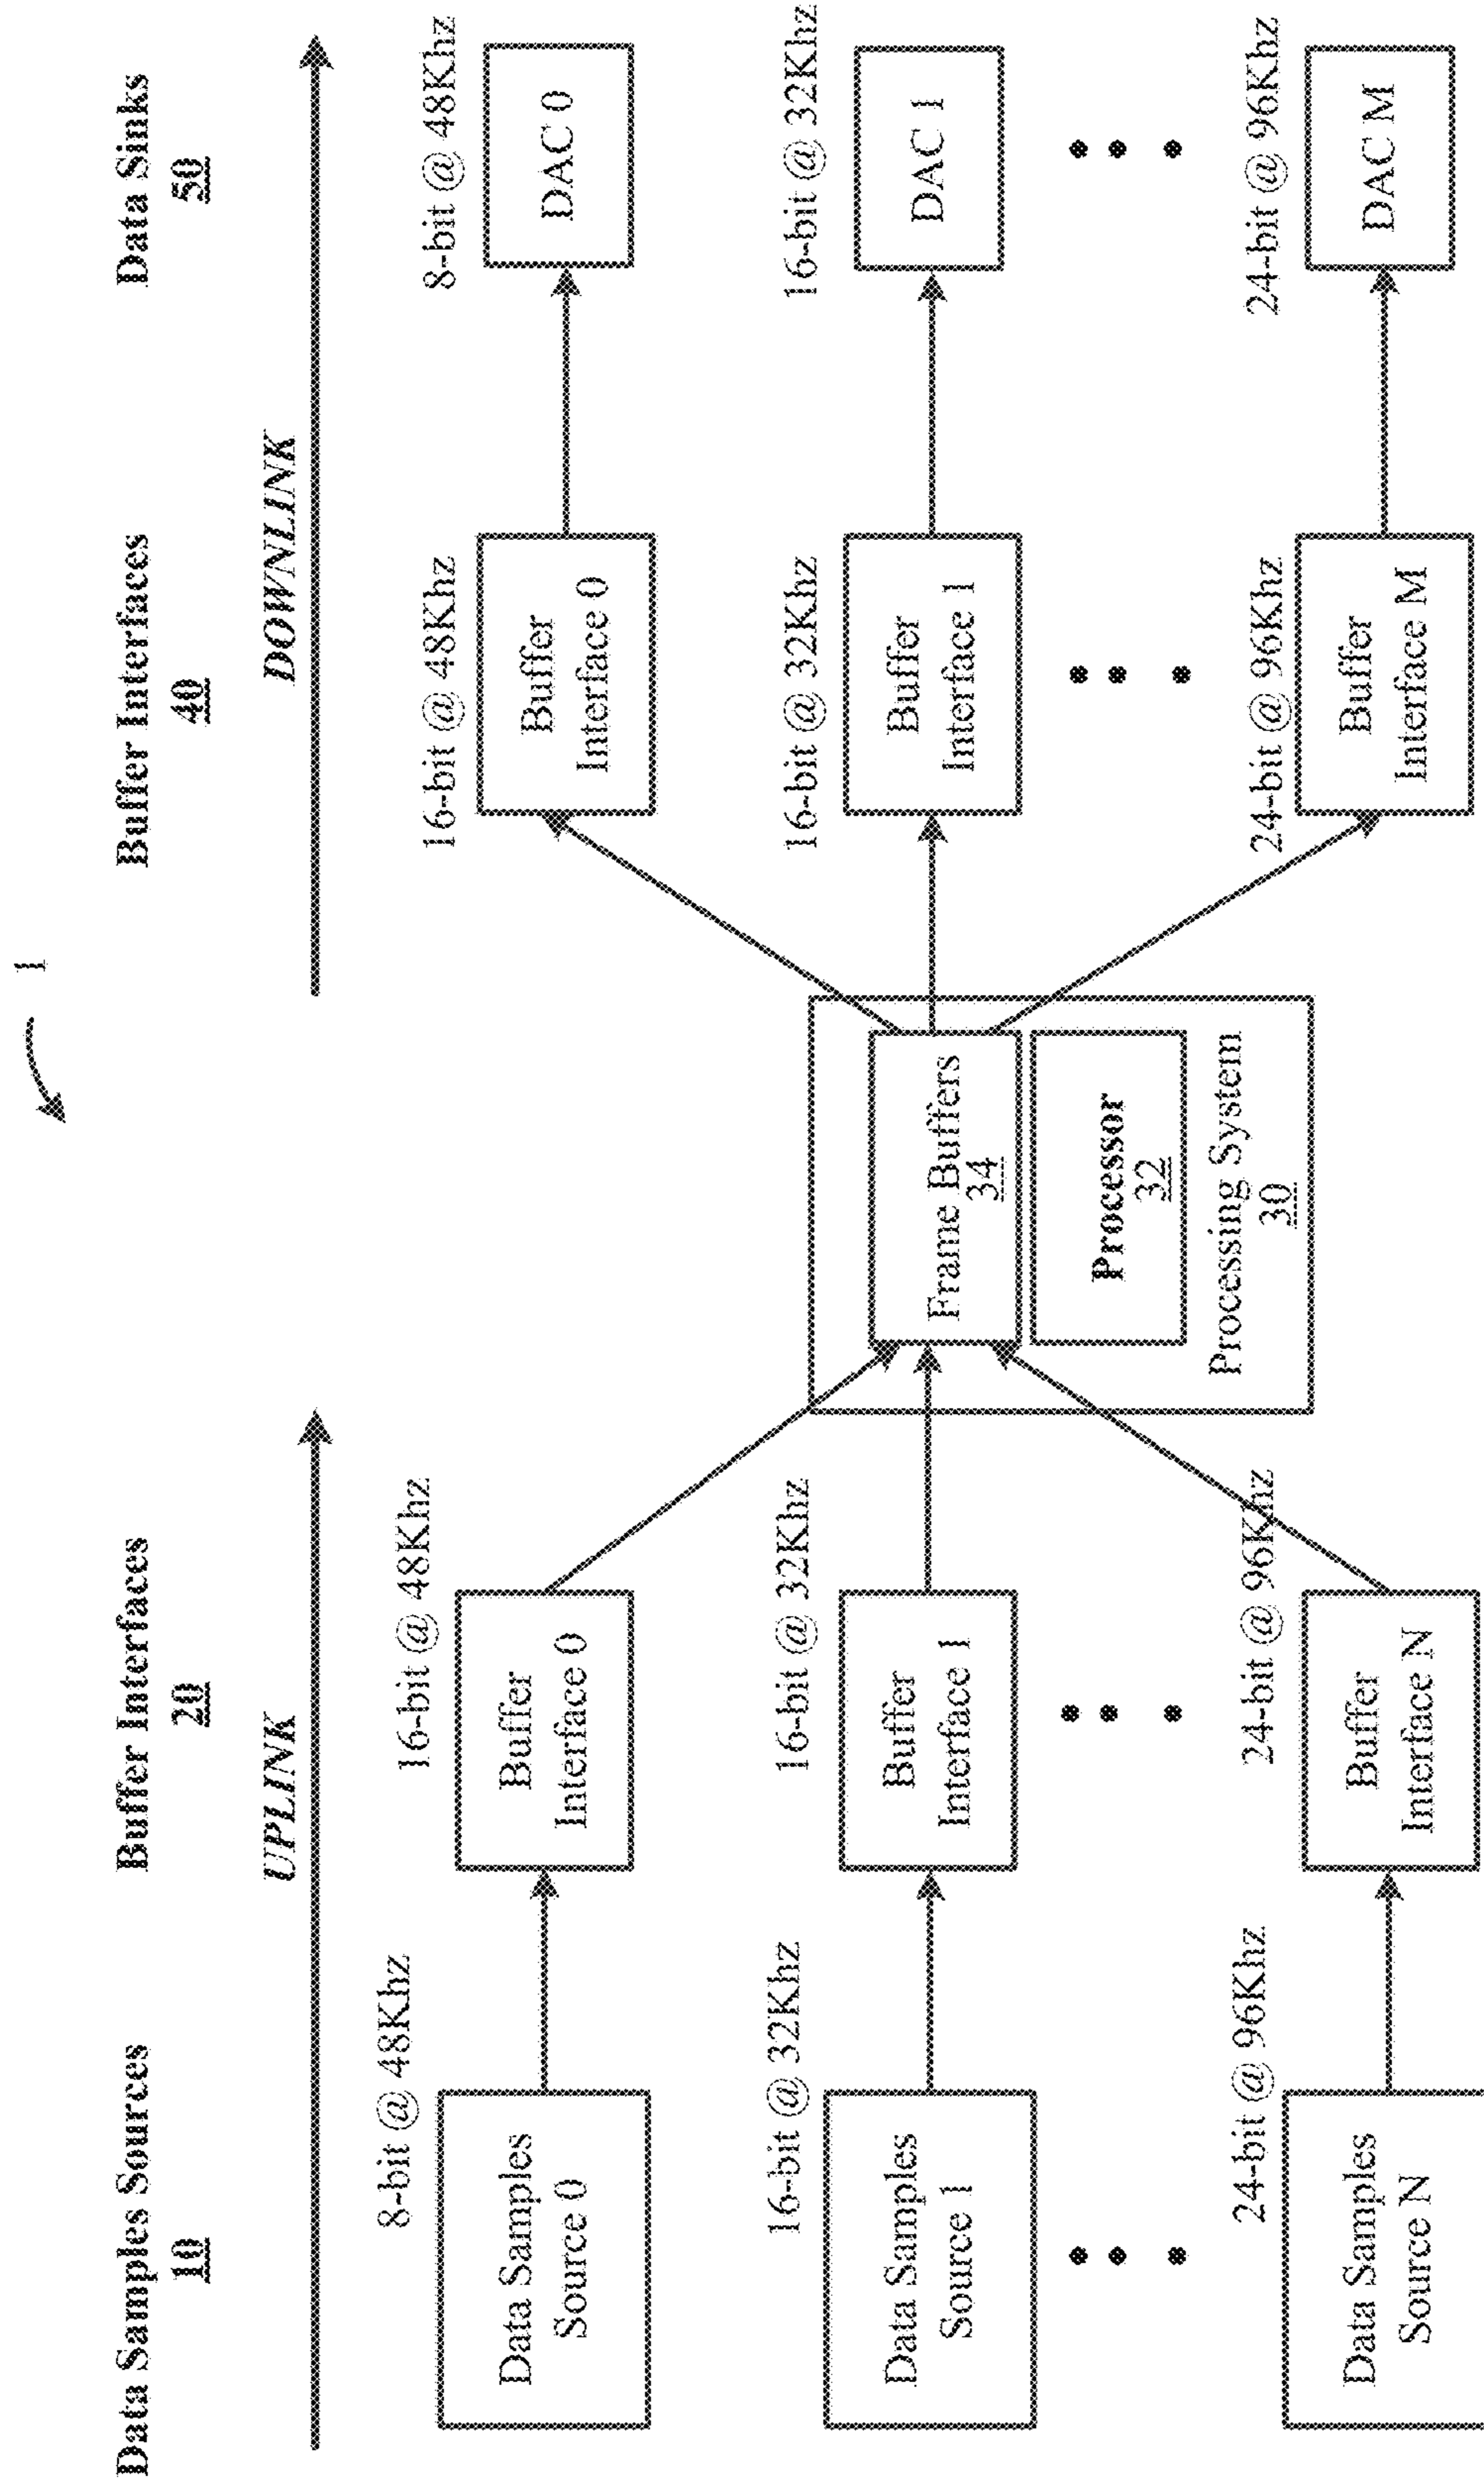 1
Data Samples Sources
10
Buffer Interfaces
20
Buffer Interfaces
40
Data Sinks
50
UPLINK
DOWNLINK
8-bit @ 48Khz
Data Samples
Source 0
16-bit @ 48Khz
Buffer
Interface 0
16-bit @ 48Khz
Buffer
Interface 0
8-bit @ 48Khz
DAC 0
16-bit @ 32Khz
Data Samples
Source 1
16-bit @ 32Khz
Buffer
Interface 1
Frame Buffers
34
Processor
32
Processing System
30
16-bit @ 32Khz
Buffer
Interface 1
16-bit @ 32Khz
DAC 1
24-bit @ 96Khz
Data Samples
Source N
24-bit @ 96Khz
Buffer
Interface N
24-bit @ 96Khz
Buffer
Interface M
24-bit @ 96Khz
DAC M